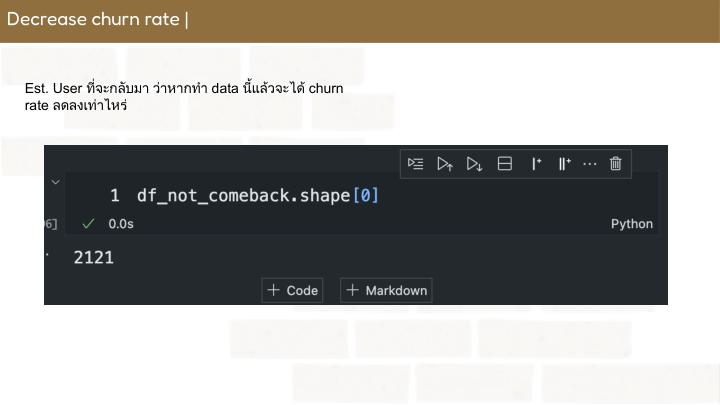 Decrease churn rate |
Est. User ที่จะกลับมา ว่าหากทำ data นี้แล้วจะได้ churn
rate ลดลงเท่าไหร่
1 df_not_comeback.shape[0]
6] 0.0s Python
2121
+ Code + Markdown